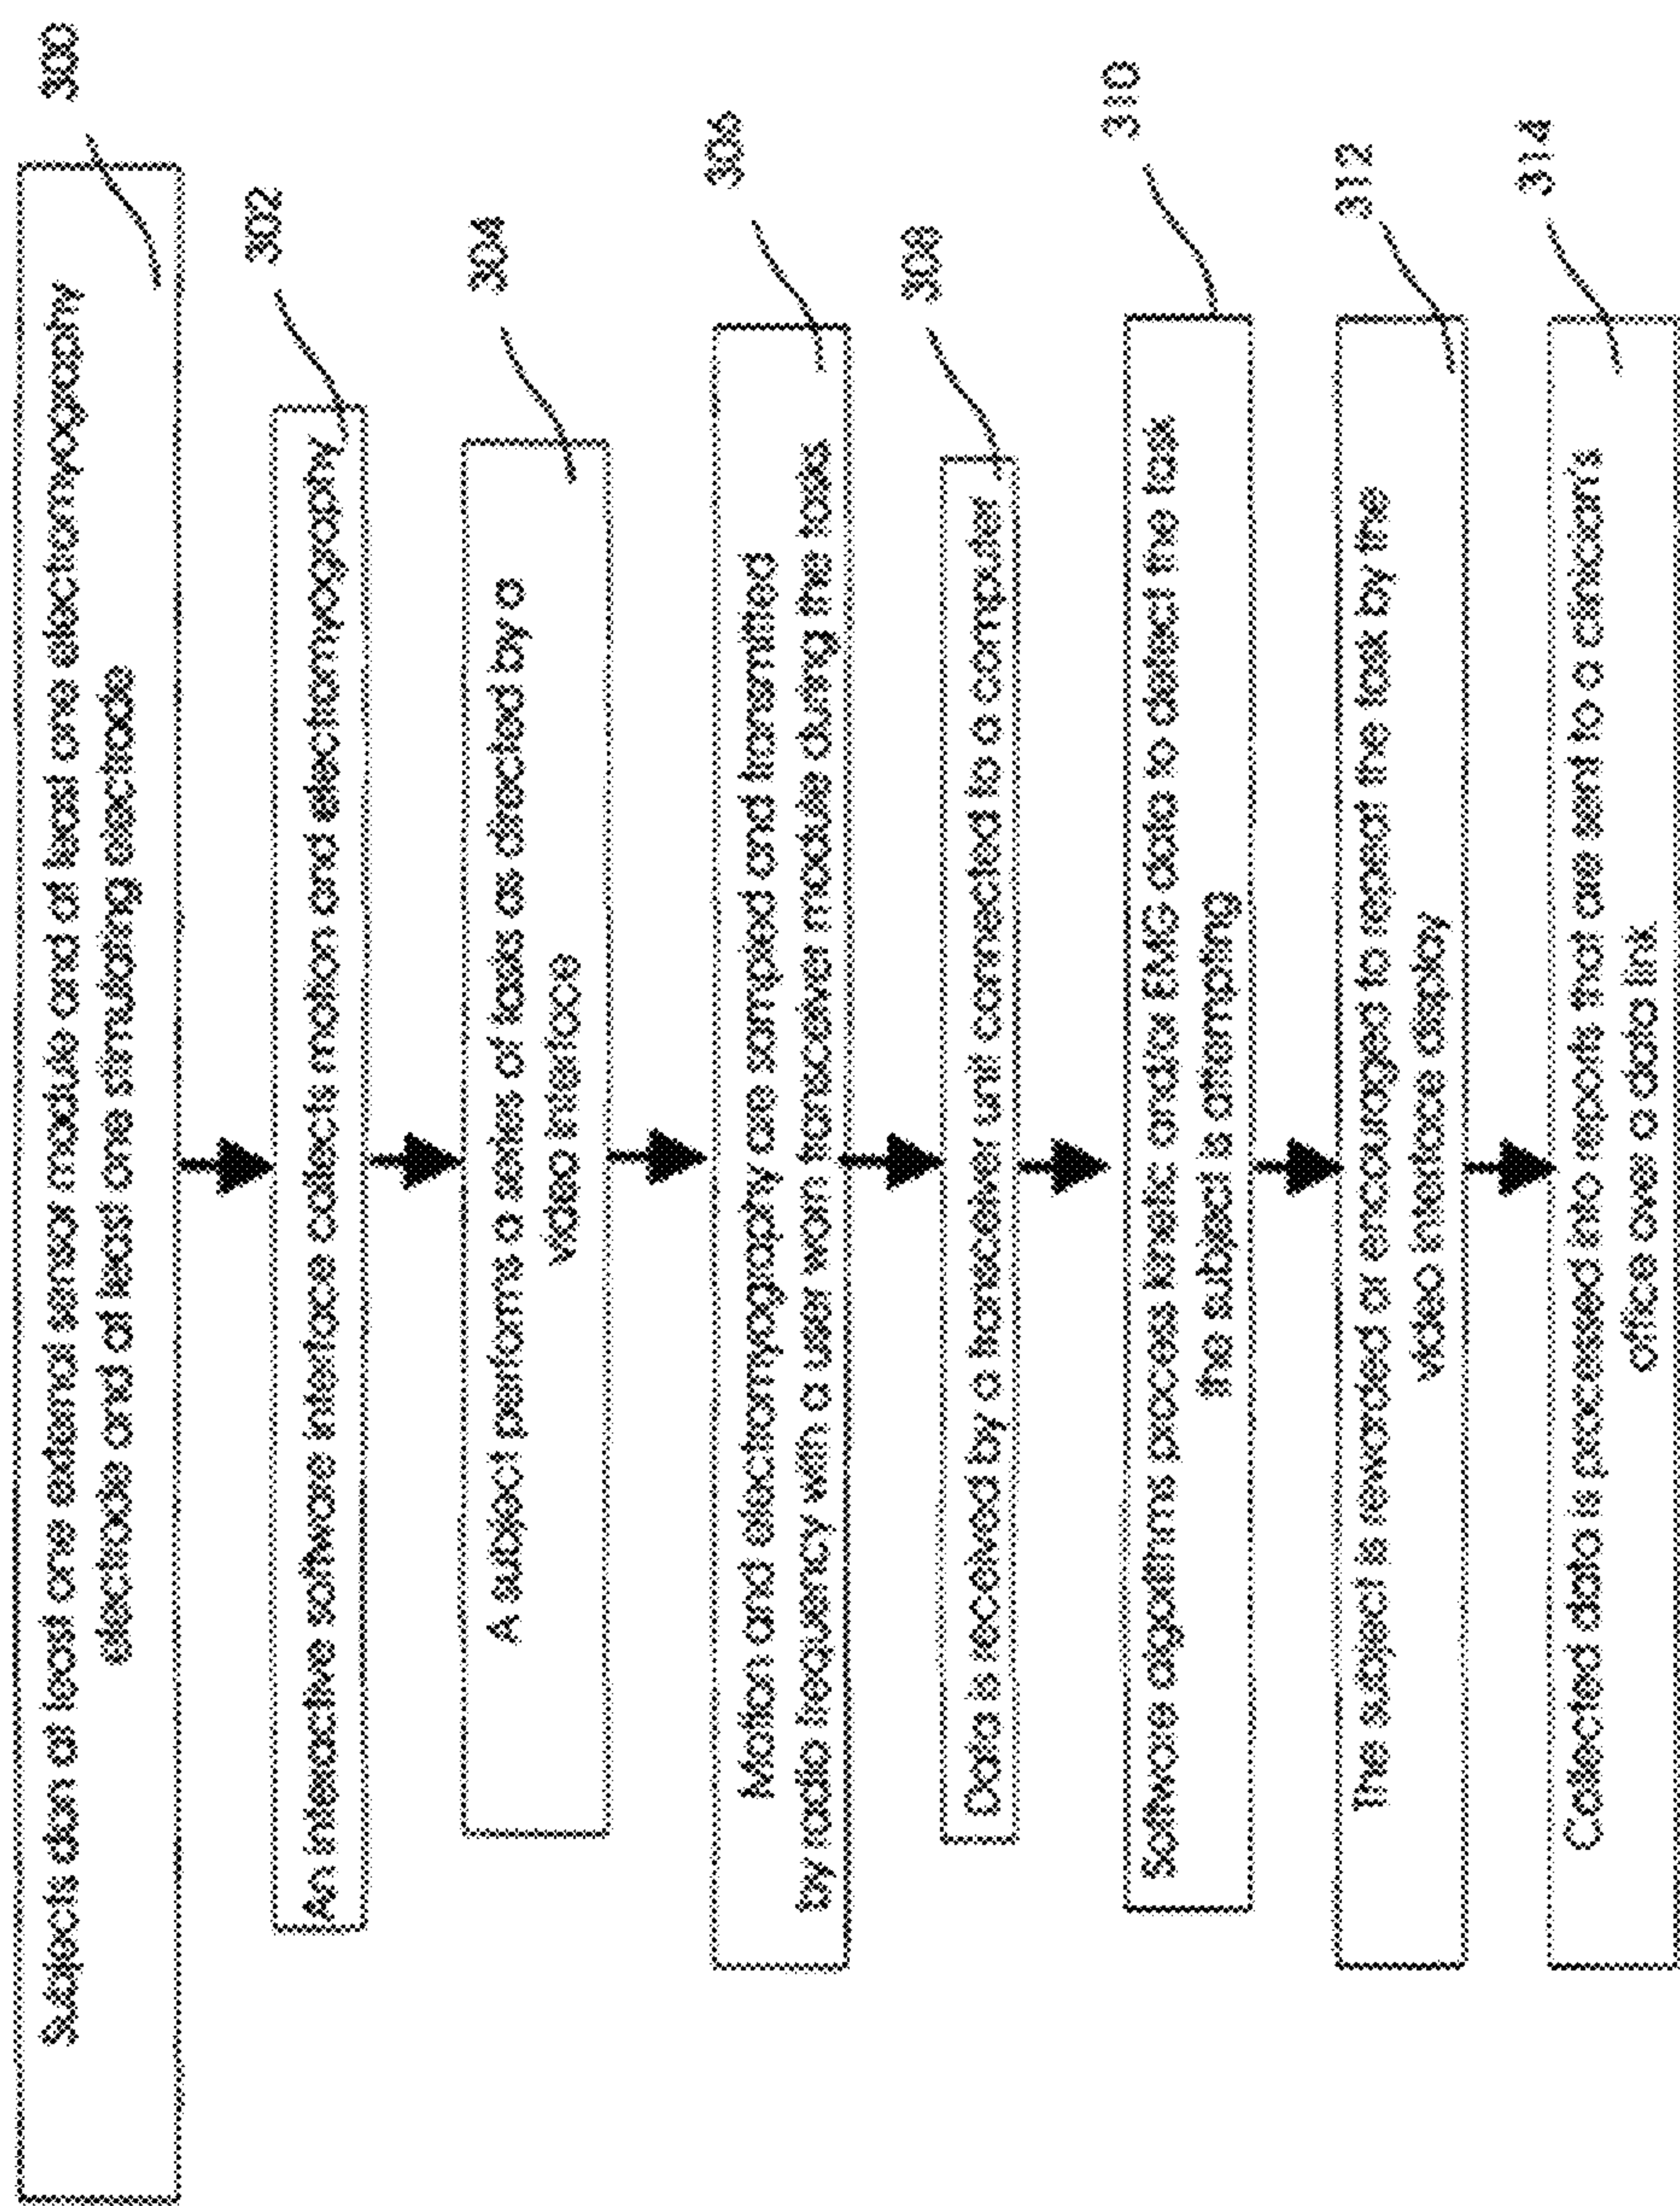 300
Subjects don at least one external sensor module and at least one electromyography
electrode and at least one stimulating electrode
302
An interactive software interface collects motion and electromyography
304
A subject performs a series of tasks as directed by a
video interface
306
Motion and electromyography are sampled and transmitted
by radio frequency with a user worn transceiver module during the tasks
308
Data is received by a transceiver unit connected to a computer
310
Software algorithms process kinetic and/or EMG data to detect the task
the subject is attempting
312
The subject is rewarded or encouraged to repeat the task by the
video interface display
314
Collected data is processed into reports that are sent to a clinician's
office over a data link